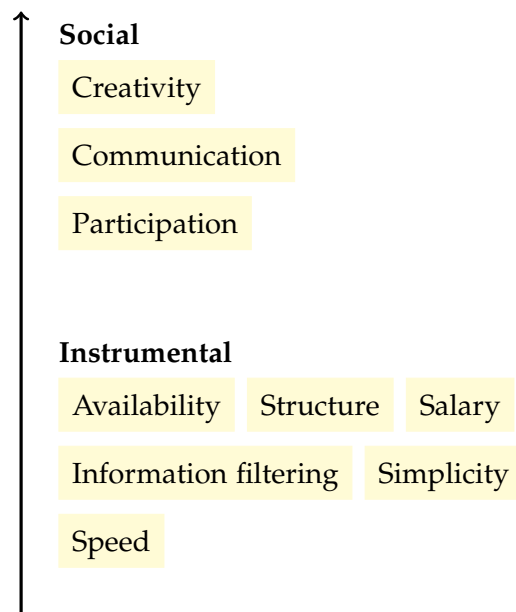 Social
Creativity
Communication
Participation
Instrumental
Availability Structure Salary
Information filtering Simplicity
Speed